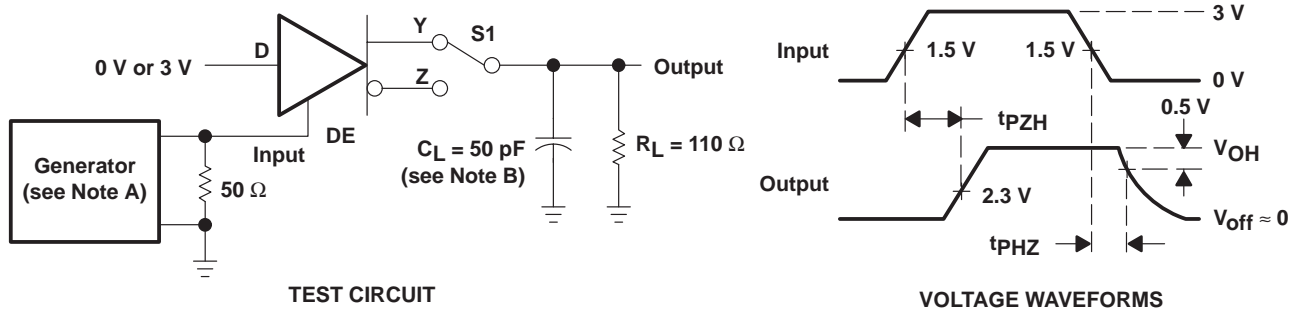 Y
S1
D
0 V or 3 V
Z
Output
DE
Input
Generator
(see Note A)
50 Ω
CL = 50 pF
(see Note B)
RL = 110 Ω
TEST CIRCUIT
3 V
Input
1.5 V
1.5 V
0 V
0.5 V
tPZH
VOH
Output
2.3 V
Voff ≈ 0
tPHZ
VOLTAGE WAVEFORMS